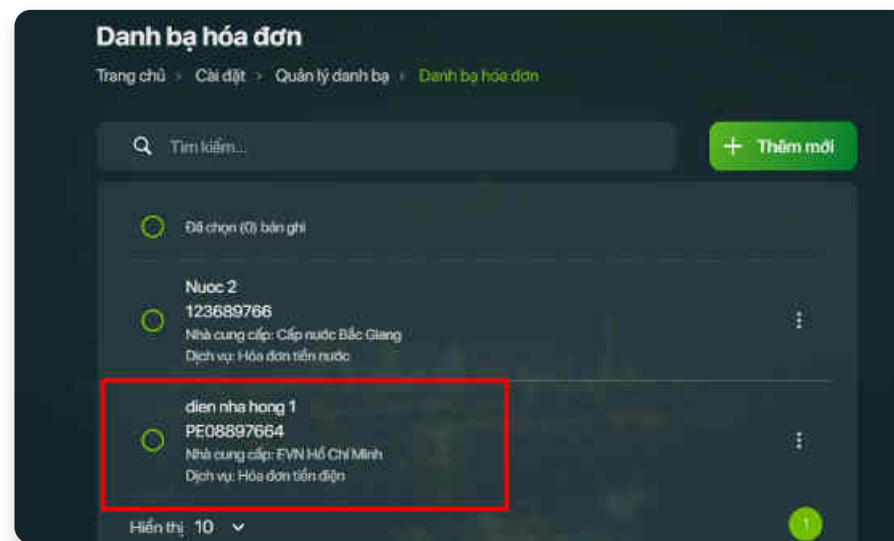 Danh bạ hóa đơn
Trang chủ > Cài đặt > Quản lý danh bạ > Danh bạ hóa đơn
Tìm kiếm...
+ Thêm mới
Đã chọn (0) bản ghi
Nuoc 2
123689766
Nhà cung cấp: Cấp nước Bắc Giang
Dịch vụ: Hóa đơn tiền nước
dien nha hong 1
PE08897664
Nhà cung cấp: EVN Hồ Chí Minh
Dịch vụ: Hóa đơn tiền điện
Hiển thị 10
1